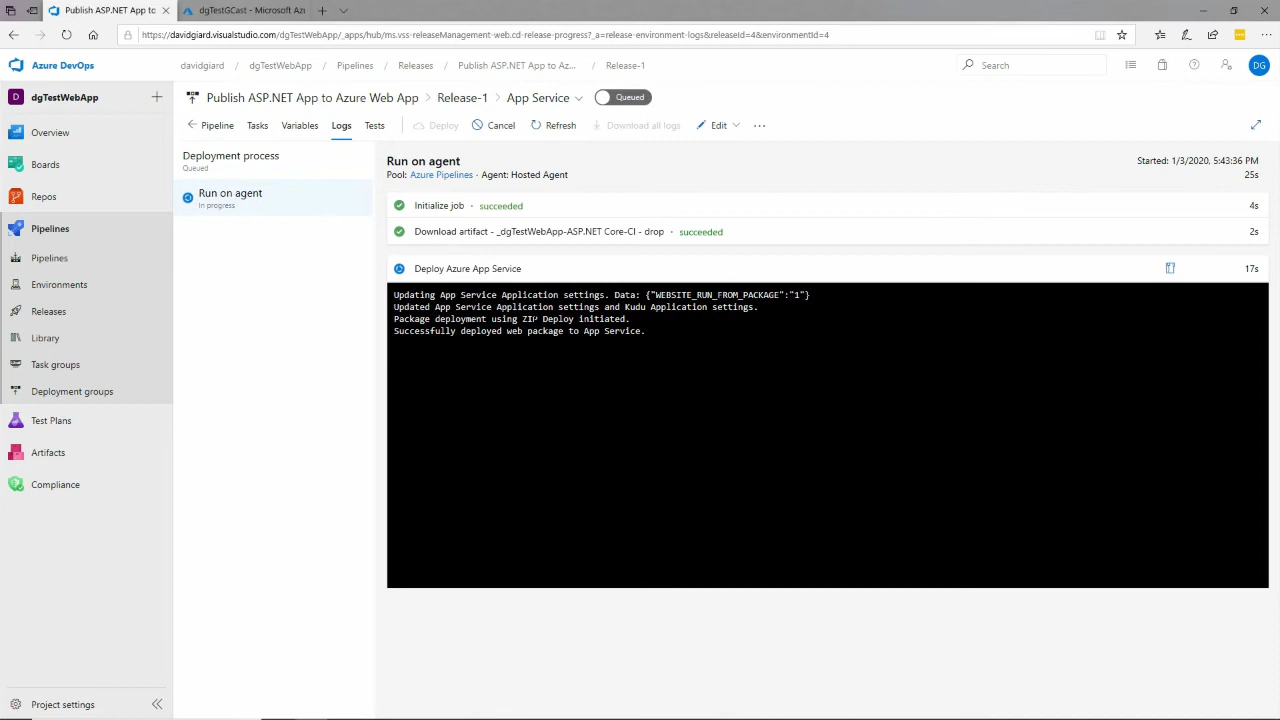 Publish ASP.NET App to
dgTestGCast - Microsoft Azu
https://davidgiard.visualstudio.com/dgTestWebApp/_apps/hub/ms.vss-releaseManagement-web.cd-release-progress?_a=release-environment-logs&releaseId=4&environmentId=4
Azure DevOps
davidgiard / dgTestWebApp / Pipelines / Releases / Publish ASP.NET App to Az... / Release-1
Search
DG
D dgTestWebApp
Publish ASP.NET App to Azure Web App > Release-1 > App Service
Queued
Pipeline Tasks Variables Logs Tests Deploy Cancel Refresh Download all logs Edit ...
Overview
Boards
Repos
Pipelines
Pipelines
Environments
Releases
Library
Task groups
Deployment groups
Test Plans
Artifacts
Compliance
Project settings
Deployment process
Queued
Run on agent
In progress
Run on agent
Started: 1/3/2020, 5:43:36 PM
Pool: Azure Pipelines · Agent: Hosted Agent
25s
Initialize job · succeeded 4s
Download artifact - _dgTestWebApp-ASP.NET Core-CI - drop · succeeded 2s
Deploy Azure App Service 17s
Updating App Service Application settings. Data: {"WEBSITE_RUN_FROM_PACKAGE":"1"}
Updated App Service Application settings and Kudu Application settings.
Package deployment using ZIP Deploy initiated.
Successfully deployed web package to App Service.